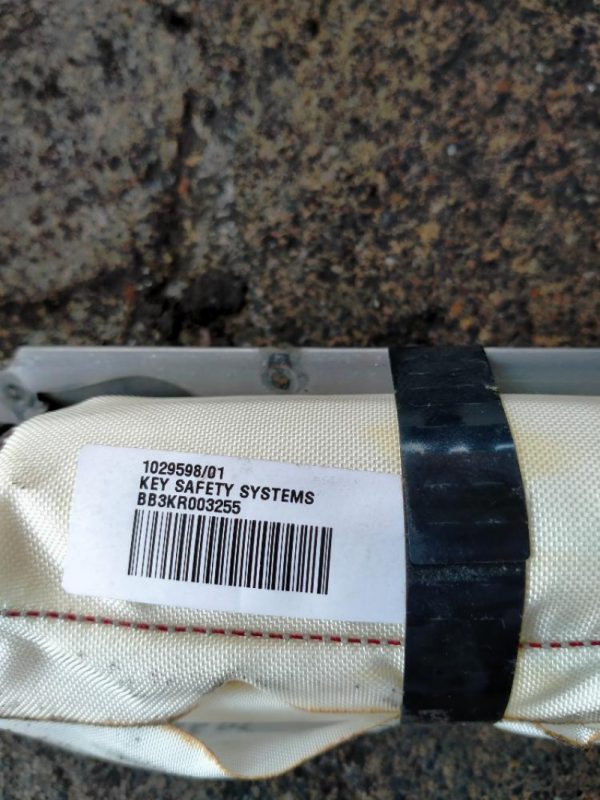 1029598/01
KEY SAFETY SYSTEMS
BB3KR003255